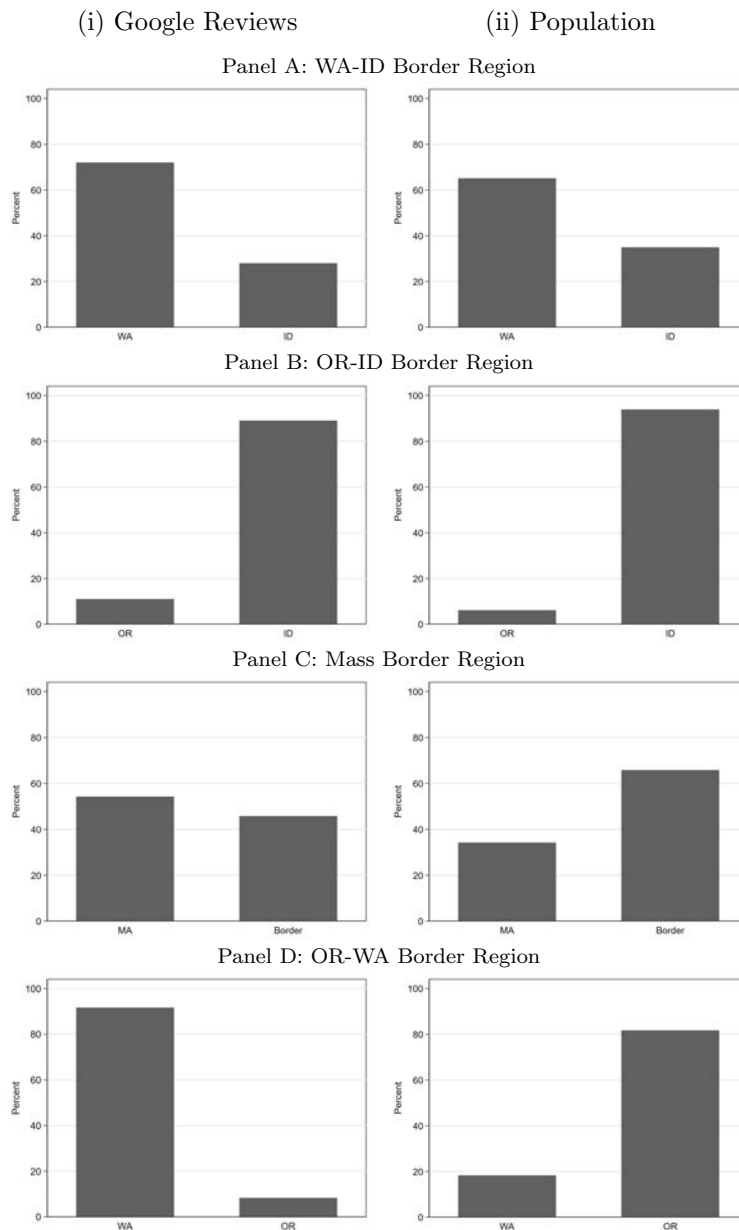 (i) Google Reviews (ii) Population
Panel A: WA-ID Border Region
100 100
80 80
60 60
Percent Percent
40 40
20 20
0 0
WA ID WA ID
Panel B: OR-ID Border Region
100 100
80 80
60 60
Percent Percent
40 40
20 20
0 0
OR ID OR ID
Panel C: Mass Border Region
100 100
80 80
60 60
Percent Percent
40 40
20 20
0 0
MA Border MA Border
Panel D: OR-WA Border Region
100 100
80 80
60 60
Percent Percent
40 40
20 20
0 0
WA OR WA OR